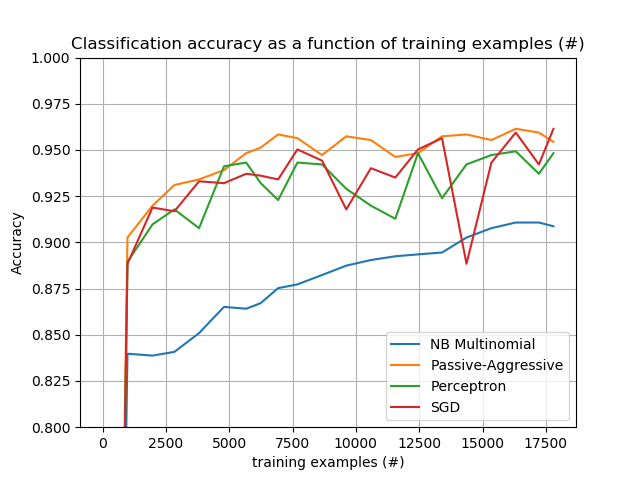 Classification accuracy as a function of training examples (#)
1.000
0.975
0.950
0.925
0.900
0.875
0.850
0.825
0.800
Accuracy
NB Multinomial
Passive-Aggressive
Perceptron
SGD
0 2500 5000 7500 10000 12500 15000 17500
training examples (#)